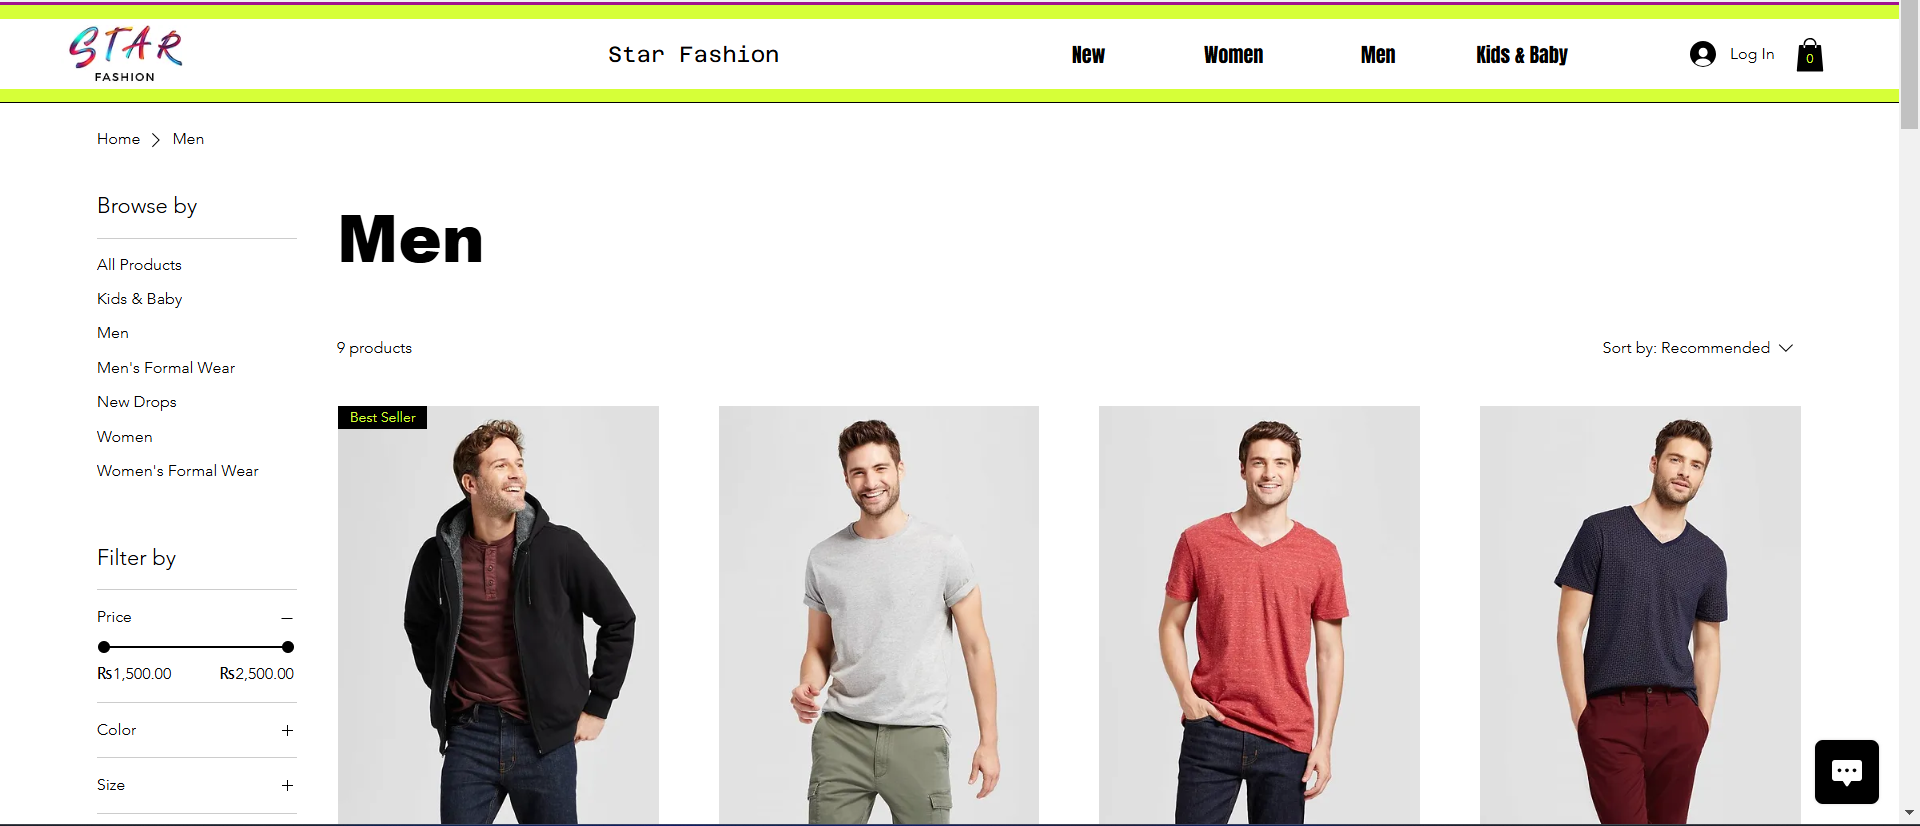 STAR
FASHION
Star Fashion
New
Women
Men
Kids & Baby
Log In
0
Home
Men
Browse by
All Products
Kids & Baby
Men
Men's Formal Wear
New Drops
Women
Women's Formal Wear
Filter by
Price
₨1,500.00
₨2,500.00
Color
Size
Men
9 products
Sort by: Recommended
Best Seller